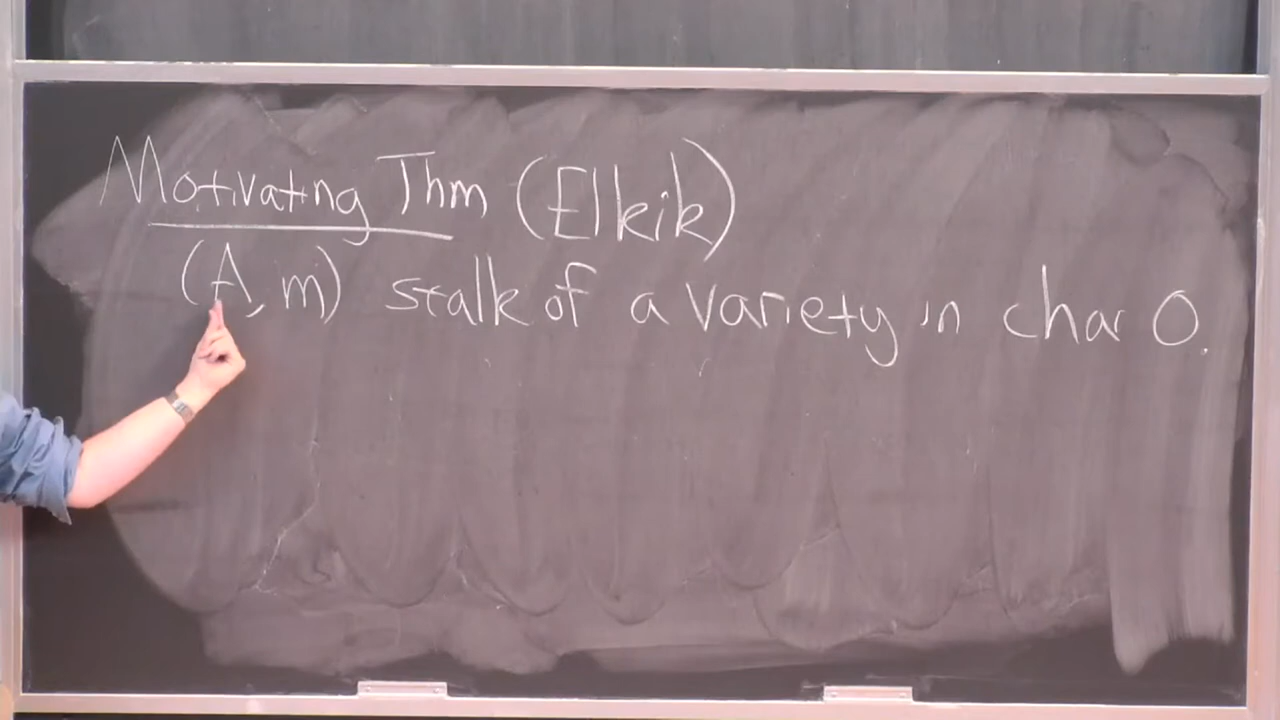 Motivating Thm (Elkik)
(A, m) stalk of a variety in char 0.